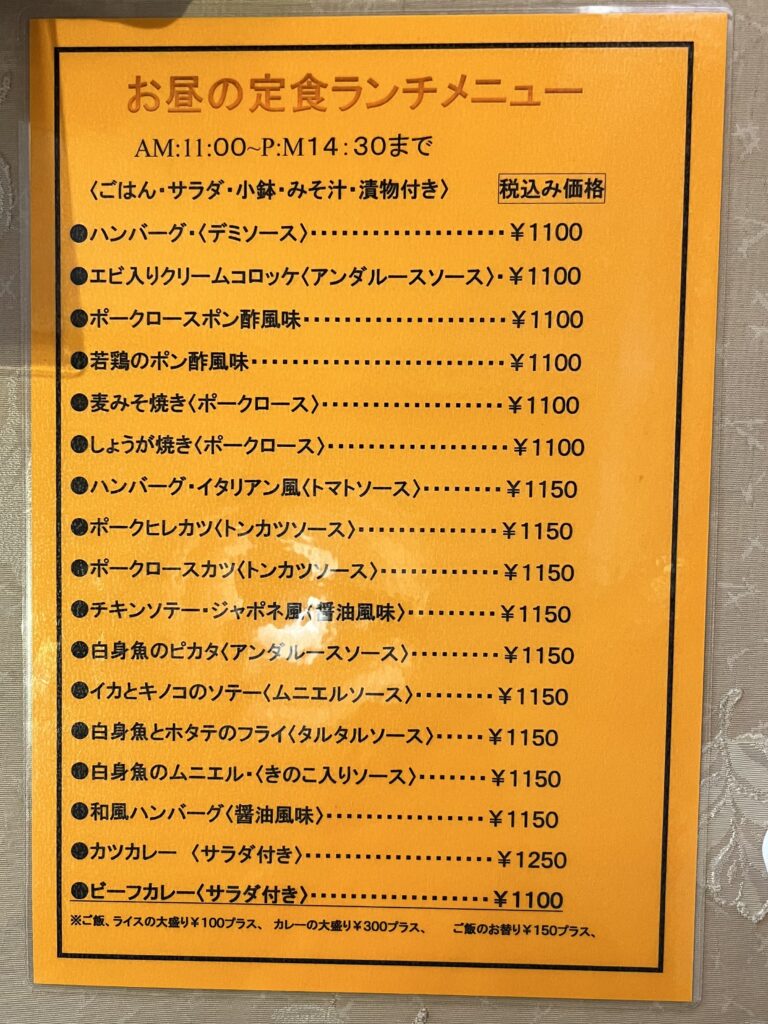 お昼の定食ランチメニュー
AM:11:00~P:M14:30まで
〈ごはん・サラダ・小鉢・みそ汁・漬物付き〉 税込み価格
●ハンバーグ・〈デミソース〉・・・・・・・・・・・・・・・・・・・￥1100
●エビ入りクリームコロッケ〈アンダルースソース〉・￥1100
●ポークロースポン酢風味・・・・・・・・・・・・・・・・・・・・￥1100
●若鶏のポン酢風味・・・・・・・・・・・・・・・・・・・・・・・・・￥1100
●麦みそ焼き〈ポークロース〉・・・・・・・・・・・・・・・・・・￥1100
●しょうが焼き〈ポークロース〉・・・・・・・・・・・・・・・・・・￥1100
●ハンバーグ・イタリアン風〈トマトソース〉・・・・・・・・￥1150
●ポークヒレカツ〈トンカツソース〉・・・・・・・・・・・・・・￥1150
●ポークロースカツ〈トンカツソース〉・・・・・・・・・・・・￥1150
●チキンソテー・ジャポネ風〈醤油風味〉・・・・・・・・・￥1150
●白身魚のピカタ〈アンダルースソース〉・・・・・・・・・￥1150
●イカとキノコのソテー〈ムニエルソース〉・・・・・・・・￥1150
●白身魚とホタテのフライ〈タルタルソース〉・・・・・￥1150
●白身魚のムニエル・〈きのこ入りソース〉・・・・・・・￥1150
●和風ハンバーグ〈醤油風味〉・・・・・・・・・・・・・・・・￥1150
●カツカレー 〈サラダ付き〉・・・・・・・・・・・・・・・・・・・￥1250
●ビーフカレー〈サラダ付き〉・・・・・・・・・・・・・・・・・・￥1100
※ご飯、ライスの大盛り￥100プラス、 カレーの大盛り￥300プラス、 ご飯のお替り￥150プラス、